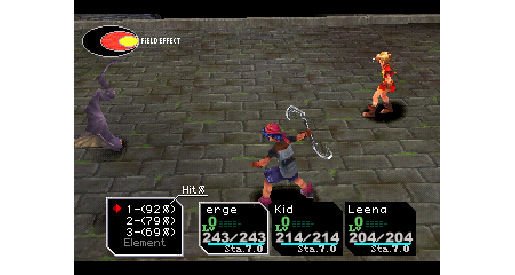 FIELD EFFEKT
Hit%
1-(92%)
2-(79%)
3-(69%)
Element
erge
0
LV
243/243
Sta.7.0
Kid
0
LV
214/214
Sta.7.0
Leena
0
LV
204/204
Sta.7.0